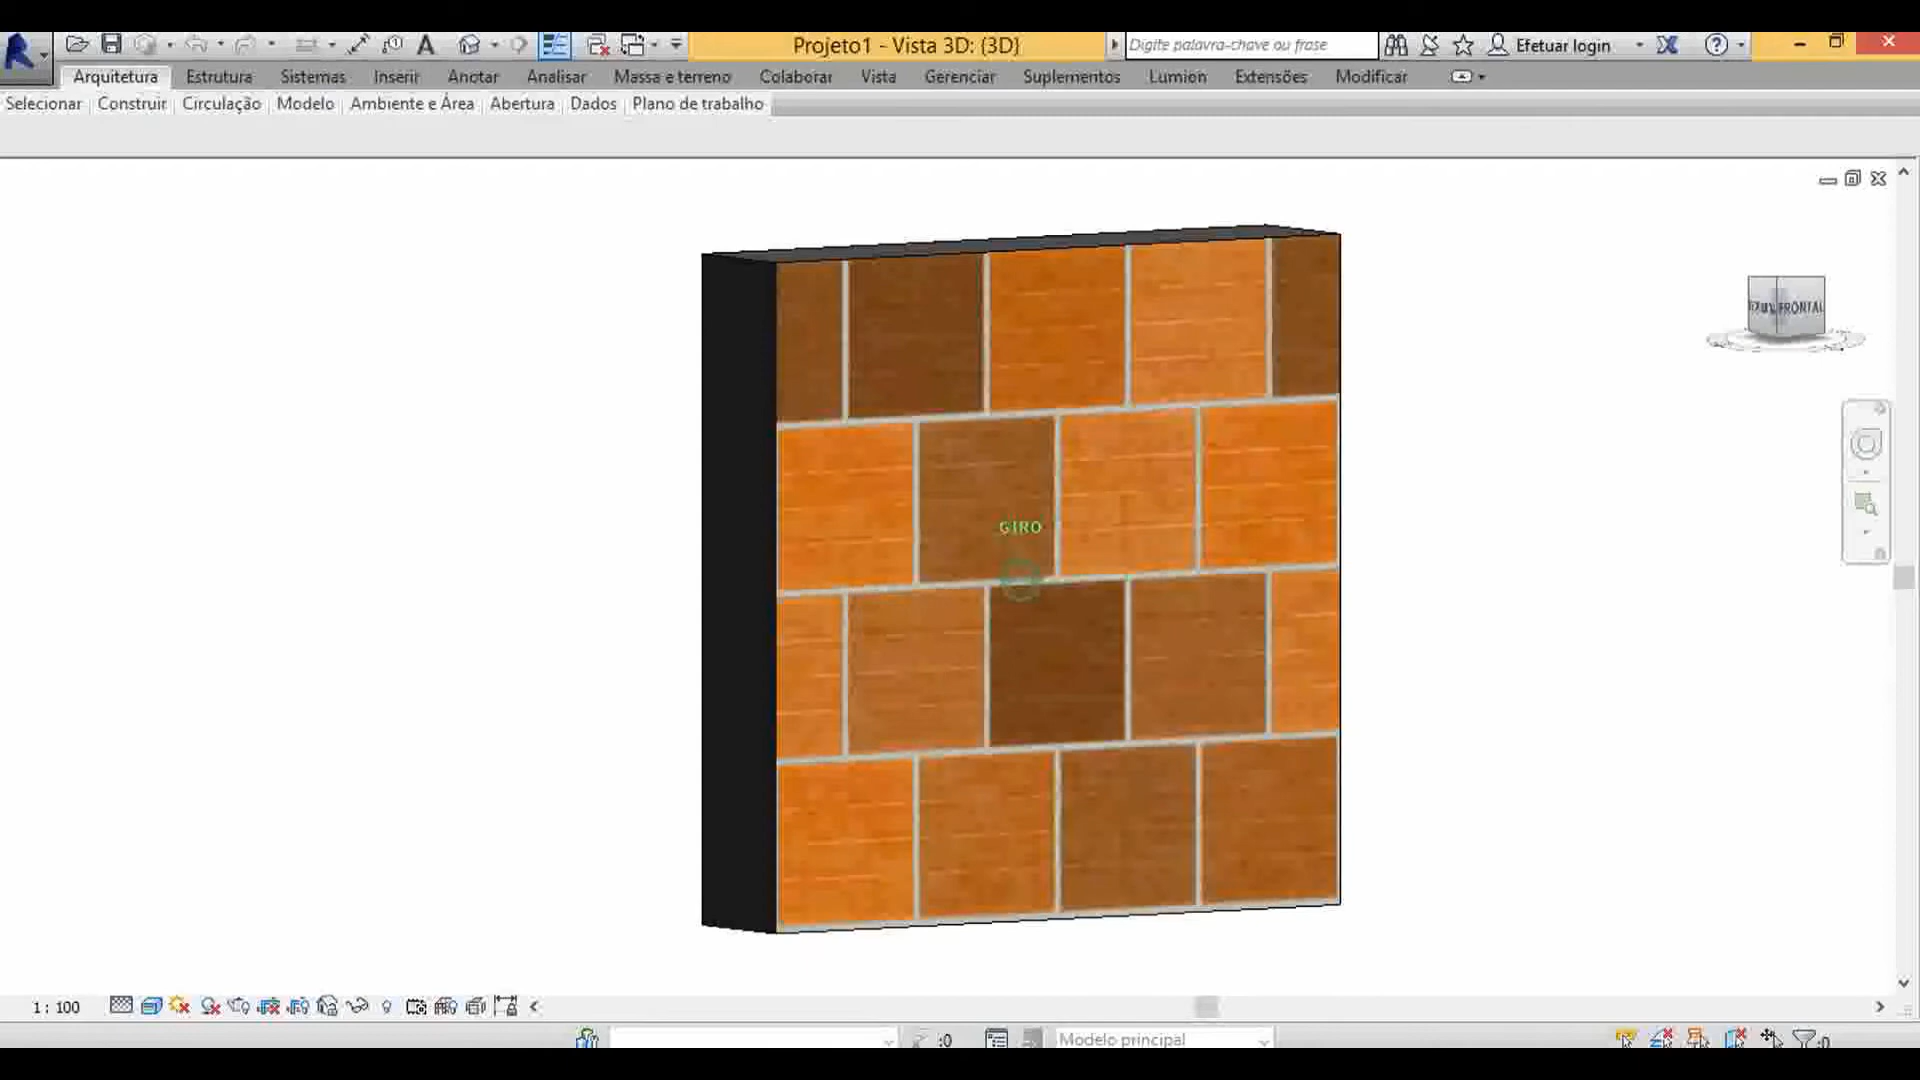 Projeto1 - Vista 3D: {3D}
Digite palavra-chave ou frase
Efetuar login
Arquitetura Estrutura Sistemas Inserir Anotar Analisar Massa e terreno Colaborar Vista Gerenciar Suplementos Lumion Extensões Modificar
Selecionar Construir Circulação Modelo Ambiente e Área Abertura Dados Plano de trabalho
FRONTAL
GIRO
1 : 100
:0
Modelo principal
:0